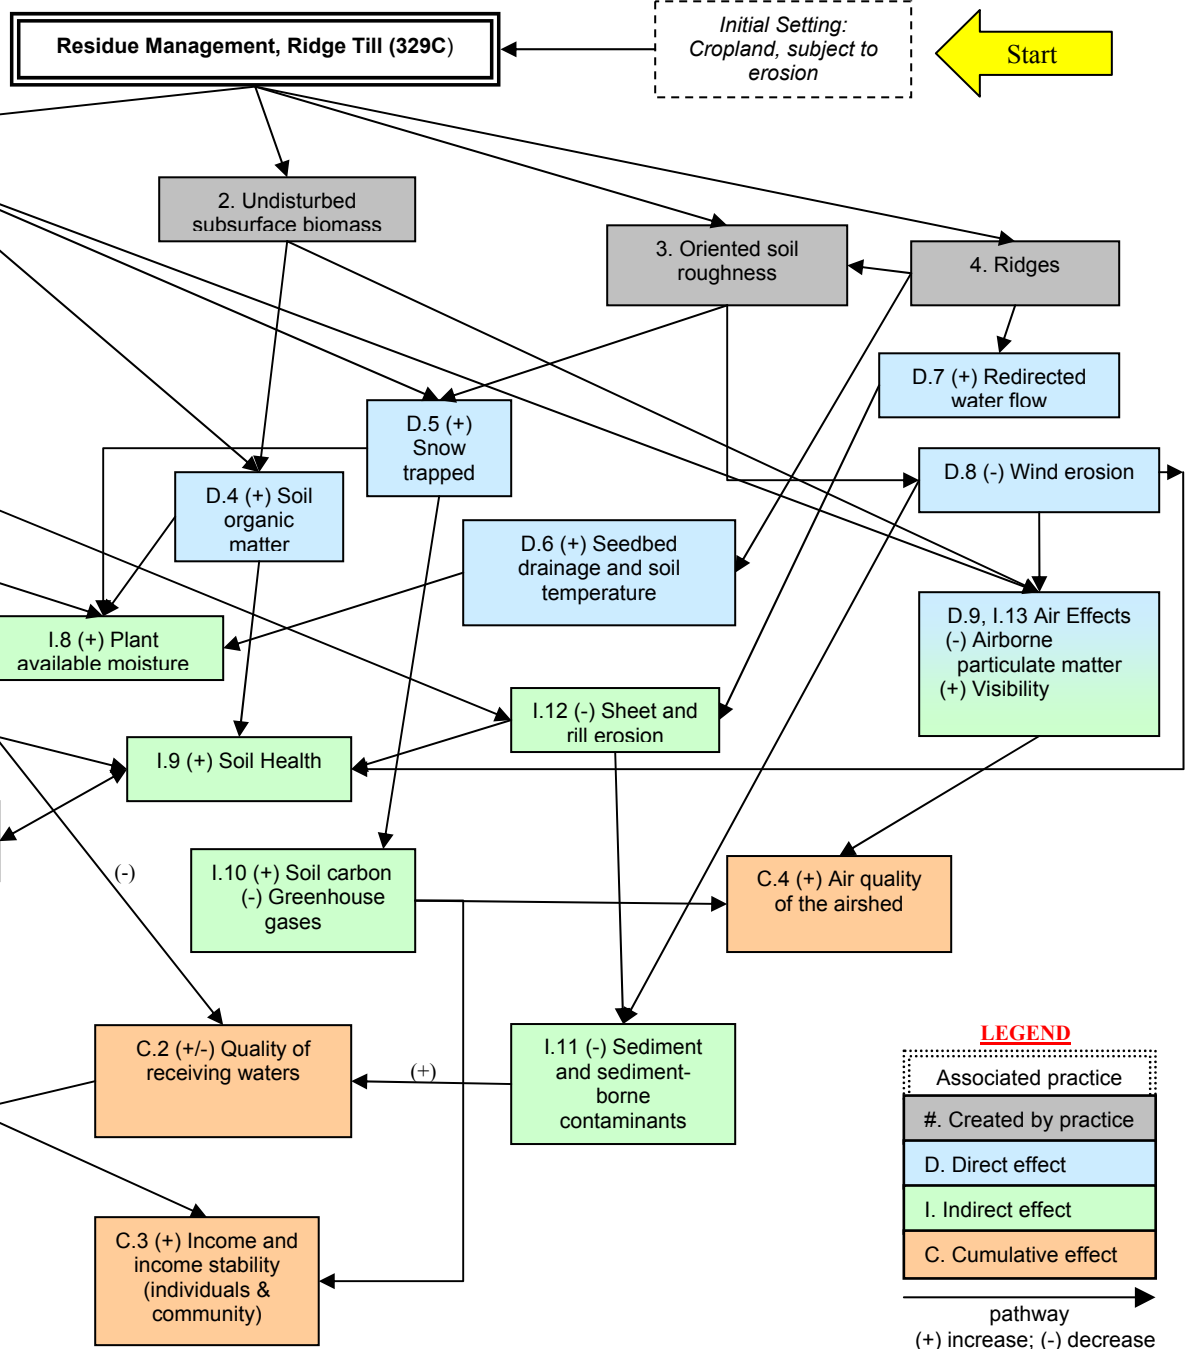 Residue Management, Ridge Till (329C)
Initial Setting:
Cropland, subject to
erosion
Start
2. Undisturbed
subsurface biomass
3. Oriented soil
roughness
4. Ridges
D.7 (+) Redirected
water flow
D.5 (+)
Snow
trapped
D.8 (-) Wind erosion
D.4 (+) Soil
organic
matter
D.6 (+) Seedbed
drainage and soil
temperature
D.9, I.13 Air Effects
(-) Airborne
particulate matter
(+) Visibility
I.8 (+) Plant
available moisture
I.12 (-) Sheet and
rill erosion
I.9 (+) Soil Health
(-)
I.10 (+) Soil carbon
(-) Greenhouse
gases
C.4 (+) Air quality
of the airshed
C.2 (+/-) Quality of
receiving waters
(+)
I.11 (-) Sediment
and sediment-
borne
contaminants
C.3 (+) Income and
income stability
(individuals &
community)
LEGEND
Associated practice
#. Created by practice
D. Direct effect
I. Indirect effect
C. Cumulative effect
pathway
(+) increase; (-) decrease